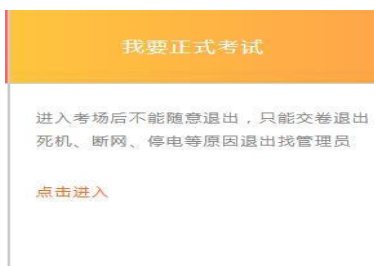 我要正式考试
进入考场后不能随意退出，只能交卷退出
死机、断网、停电等原因退出找管理员
点击进入